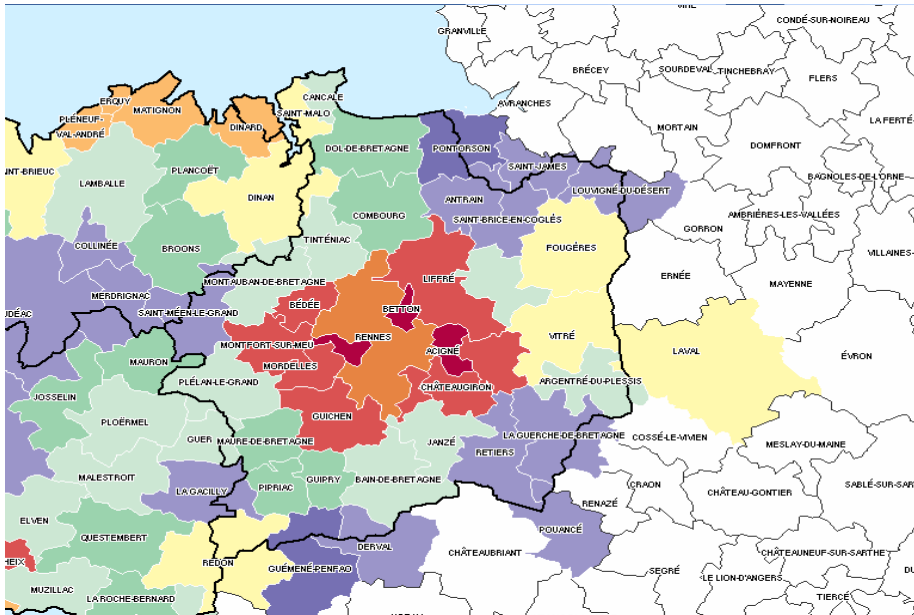 VIRE
CONDÉ-SUR-NOIREAU
GRANVILLE
BRÉCEY
SOURDEVAL
TINCHEBRAY
FLERS
CANCALE
ERQUY
MATIGNON
SAINT-MALO
AVRANCHES
LA FERTÉ-
PLÉNEUF-
VAL-ANDRÉ
DINARD
MORTAIN
DOL-DE-BRETAGNE
PONTORSON
DOMFRONT
SAINT-JAMES
NT-BRIEUC
PLANCOËT
BAGNOLES-DE-L'ORNE
LAMBALLE
LOUVIGNÉ-DU-DÉSERT
DINAN
ANTRAIN
COMBOURG
SAINT-BRICE-EN-COGLÈS
AMBRIÈRES-LES-VALLÉES
GORRON
TINTÉNIAC
COLLINÉE
BROONS
FOUGÈRES
VILLAINES-
ERNÉE
LIFFRÉ
MONTAUBAN-DE-BRETAGNE
MAYENNE
MERDRIGNAC
BÉDÉE
BETTON
SAINT-MÉEN-LE-GRAND
UDÉAC
RENNES
VITRÉ
MONTFORT-SUR-MEU
ACIGNÉ
LAVAL
ÉVRON
MAURON
MORDELLES
PLÉLAN-LE-GRAND
ARGENTRÉ-DU-PLESSIS
CHÂTEAUGIRON
JOSSELIN
GUICHEN
PLOËRMEL
LA GUERCHE-DE-BRETAGNE
COSSÉ-LE-VIVIEN
GUER
MAURE-DE-BRETAGNE
JANZÉ
MESLAY-DU-MAINE
RETIERS
MALESTROIT
GUIPRY
BAIN-DE-BRETAGNE
CRAON
SABLÉ-SUR-SAR
PIPRIAC
LA GACILLY
CHÂTEAU-GONTIER
RENAZÉ
ELVEN
POUANCÉ
QUESTEMBERT
DERVAL
CHÂTEAUBRIANT
CHÂTEAUNEUF-SUR-SARTHE
HEIX
REDON
GUÉMENÉ-PENFAO
SEGRÉ
DU
LE LION-D'ANGERS
MUZILLAC
LA ROCHE-BERNARD
TIERCÉ